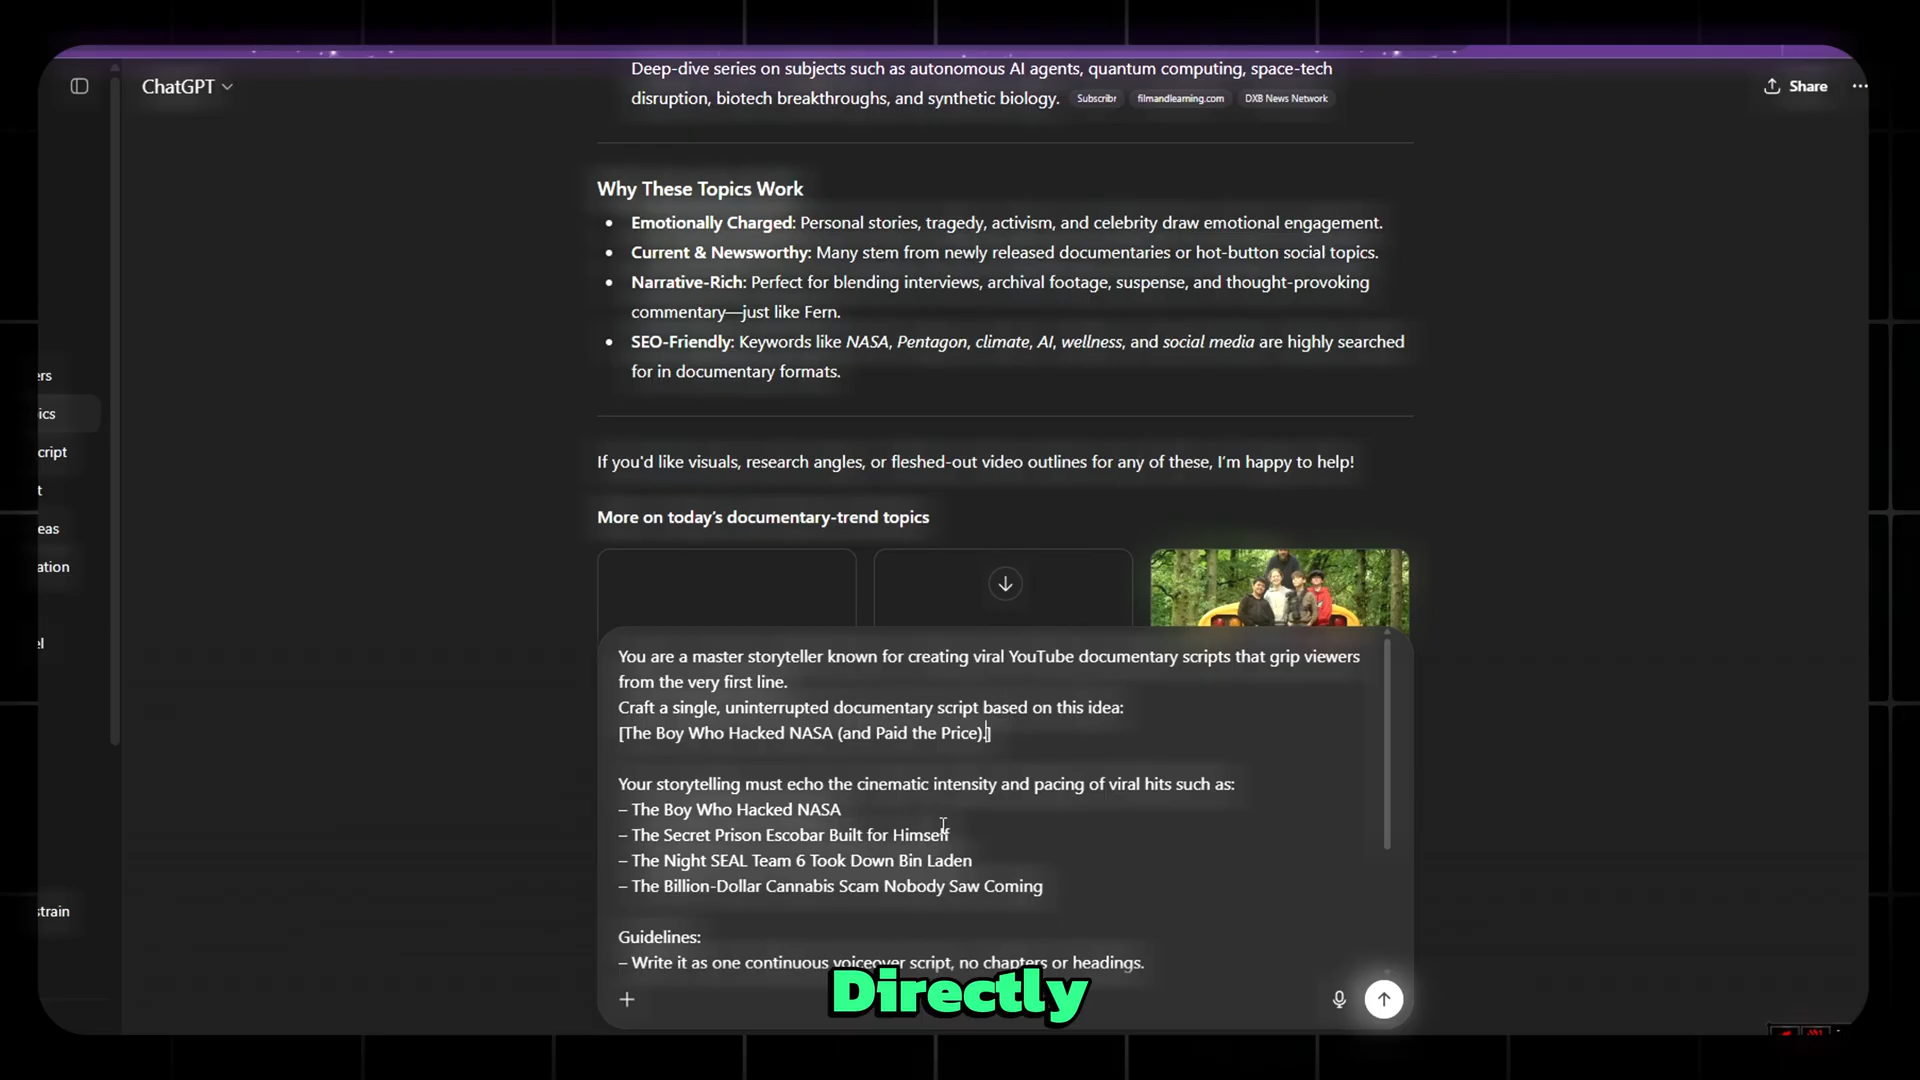 ChatGPT
Share
Deep-dive series on subjects such as autonomous AI agents, quantum computing, space-tech
disruption, biotech breakthroughs, and synthetic biology. Subscribr filmandlearning.com DXB News Network
Why These Topics Work
• Emotionally Charged: Personal stories, tragedy, activism, and celebrity draw emotional engagement.
• Current & Newsworthy: Many stem from newly released documentaries or hot-button social topics.
• Narrative-Rich: Perfect for blending interviews, archival footage, suspense, and thought-provoking
commentary—just like Fern.
• SEO-Friendly: Keywords like NASA, Pentagon, climate, AI, wellness, and social media are highly searched
for in documentary formats.
If you'd like visuals, research angles, or fleshed-out video outlines for any of these, I'm happy to help!
More on today's documentary-trend topics
ers
ics
cript
t
eas
ation
el
strain
You are a master storyteller known for creating viral YouTube documentary scripts that grip viewers
from the very first line.
Craft a single, uninterrupted documentary script based on this idea:
[The Boy Who Hacked NASA (and Paid the Price).]
Your storytelling must echo the cinematic intensity and pacing of viral hits such as:
– The Boy Who Hacked NASA
– The Secret Prison Escobar Built for Himself
– The Night SEAL Team 6 Took Down Bin Laden
– The Billion-Dollar Cannabis Scam Nobody Saw Coming
Guidelines:
– Write it as one continuous voiceover script, no chapters or headings.
Directly